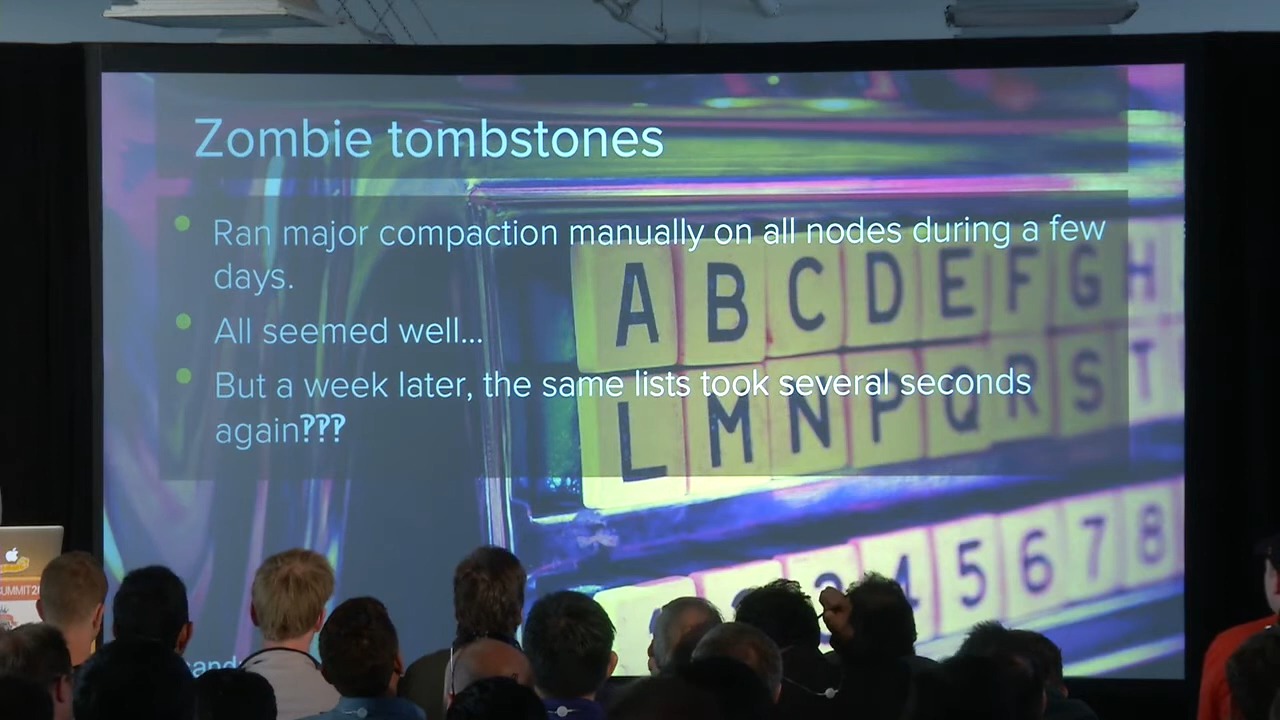 Zombie tombstones
Ran major compaction manually on all nodes during a few
days.
All seemed well...
But a week later, the same lists took several seconds
again???
A B C D E F G H
L M N P Q R S T
4 5 6 7 8
SUMMIT